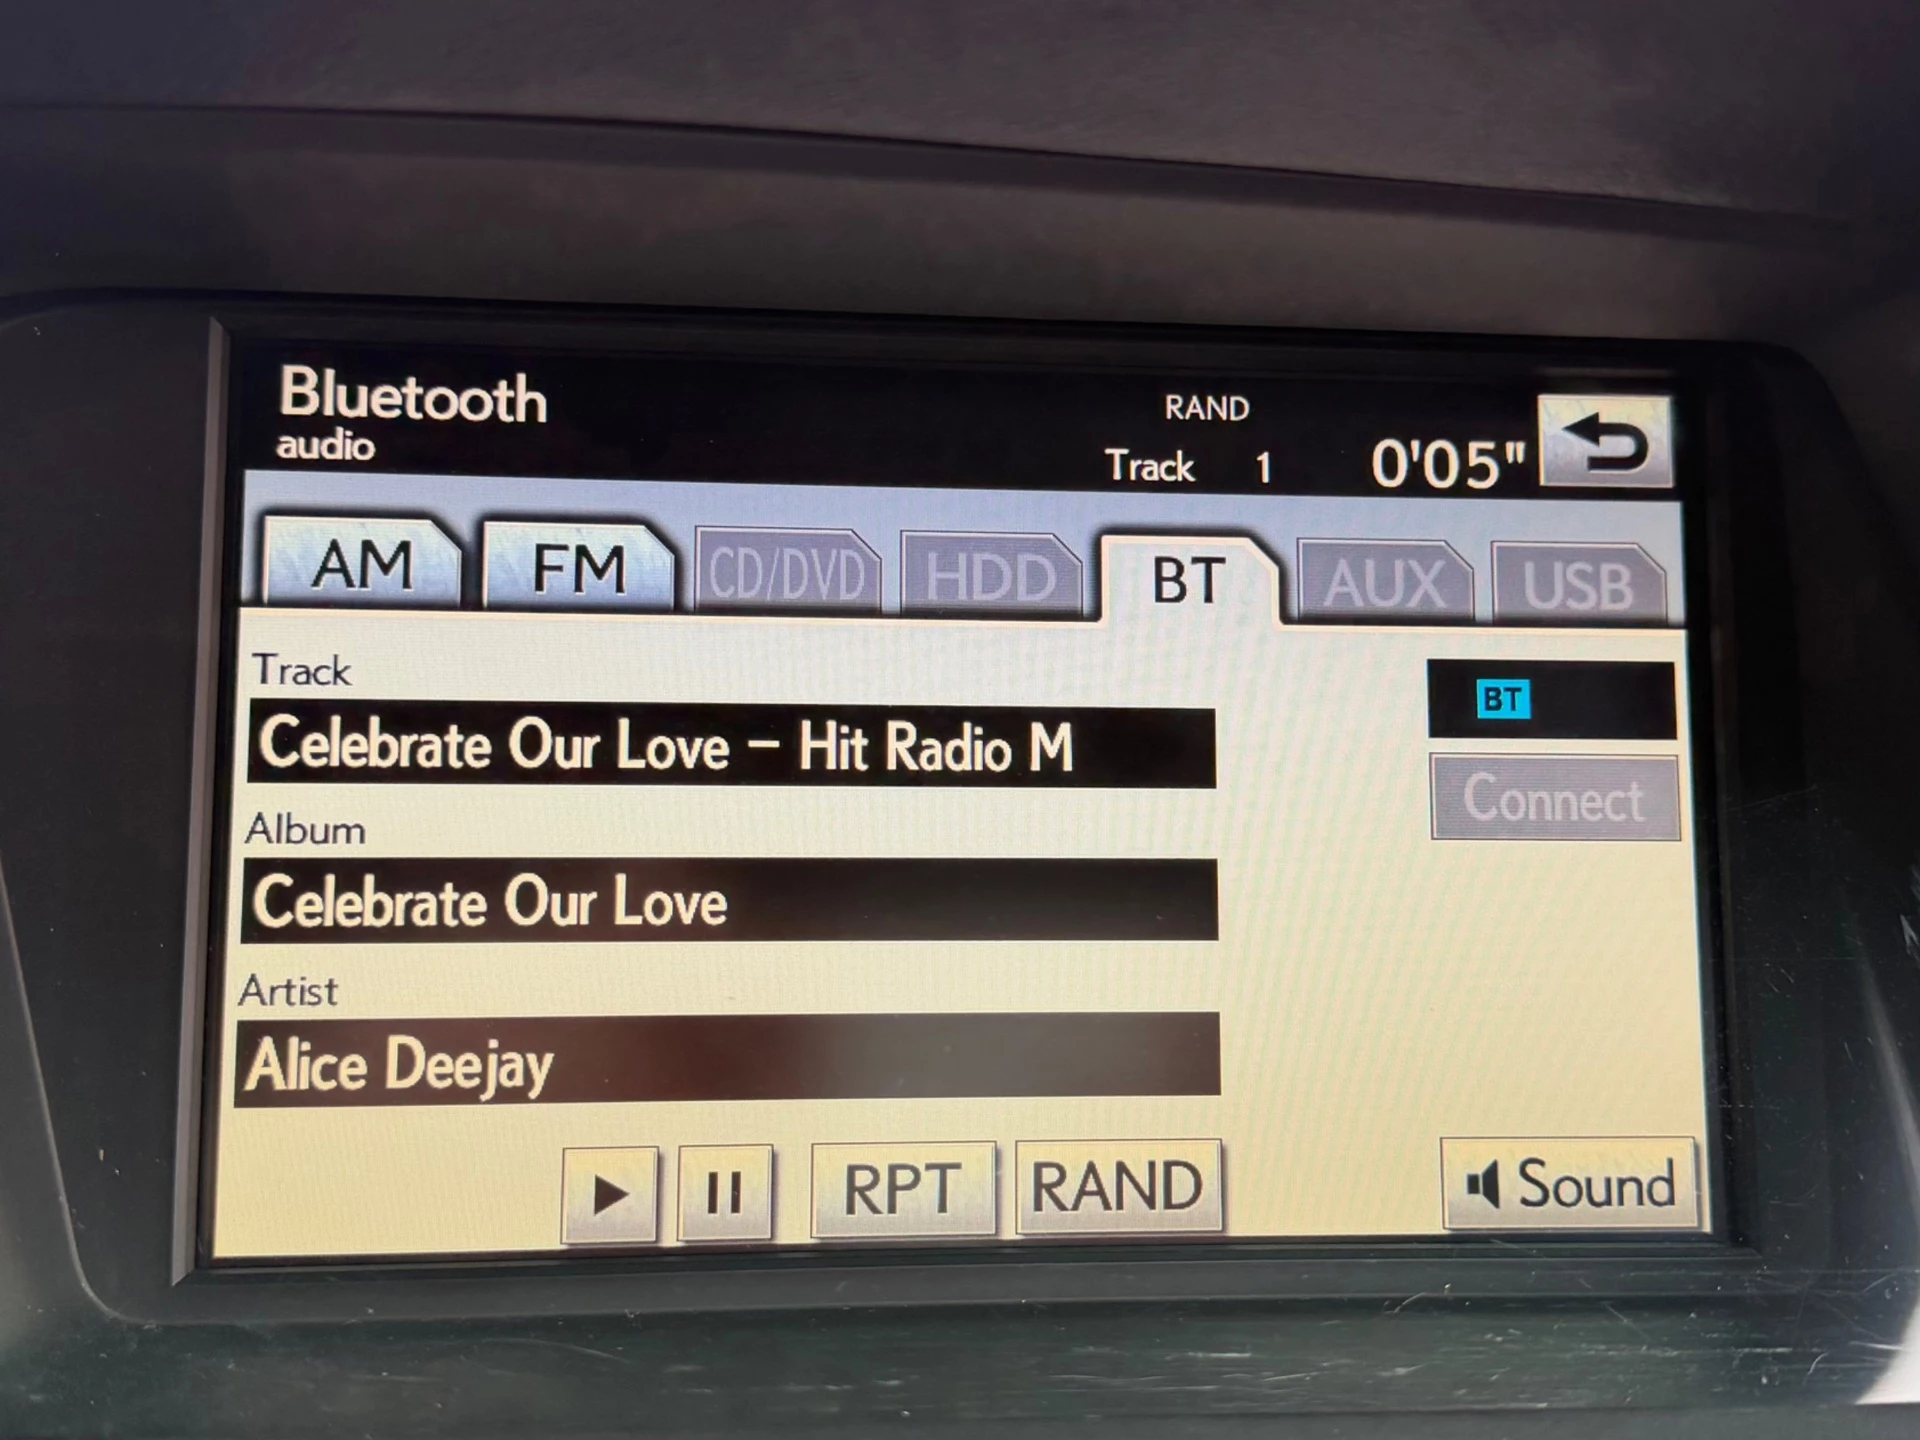 Bluetooth
audio
RAND
Track 1 0'05"
AM FM CD/DVD HDD BT AUX USB
Track
Celebrate Our Love – Hit Radio M
BT
Connect
Album
Celebrate Our Love
Artist
Alice Deejay
RPT RAND Sound